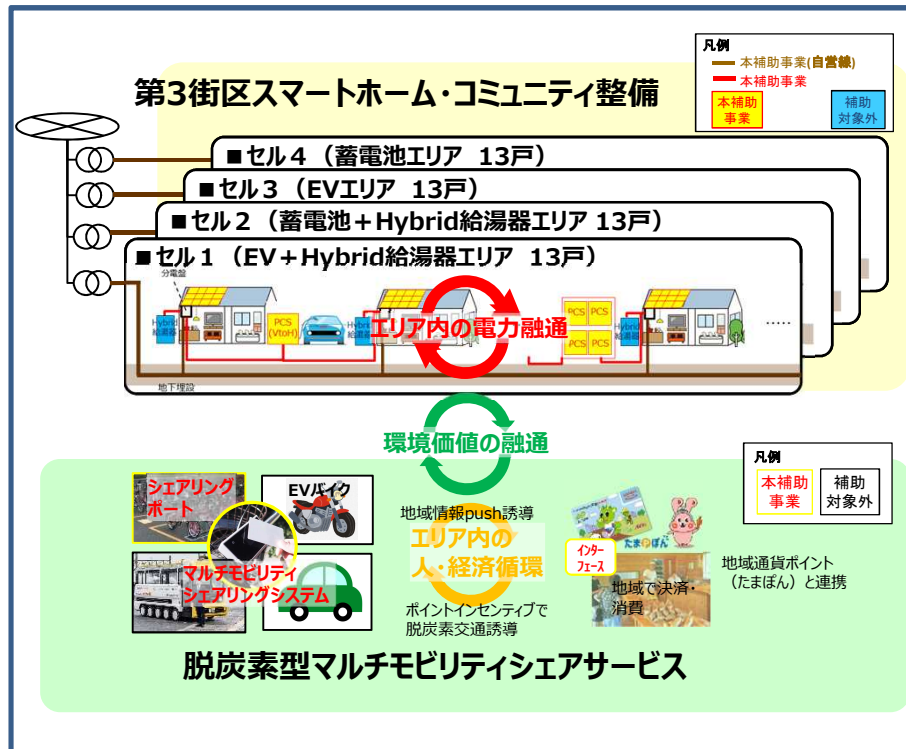 凡例
本補助事業(自営線)
本補助事業
本補助
事業
補助
対象外
第3街区スマートホーム・コミュニティ整備
■セル４（蓄電池エリア 13戸）
■セル３（EVエリア 13戸）
■セル２（蓄電池＋Hybrid給湯器エリア 13戸）
■セル１（EV＋Hybrid給湯器エリア 13戸）
分電盤
Hybrid
給湯器
PCS
(VtoH)
Hybrid
給湯器
エリア内の電力融通
PCS
PCS
PCS
PCS
Hybrid
給湯器
.....
地下埋設
環境価値の融通
凡例
本補助
事業
補助
対象外
シェアリング
ポート
EVバイク
マルチモビリティ
シェアリングシステム
地域情報push誘導
エリア内の
人・経済循環
ポイントインセンティブで
脱炭素交通誘導
たまぽん
インター
フェース
地域で決済・
消費
地域通貨ポイント
（たまぽん）と連携
脱炭素型マルチモビリティシェアサービス